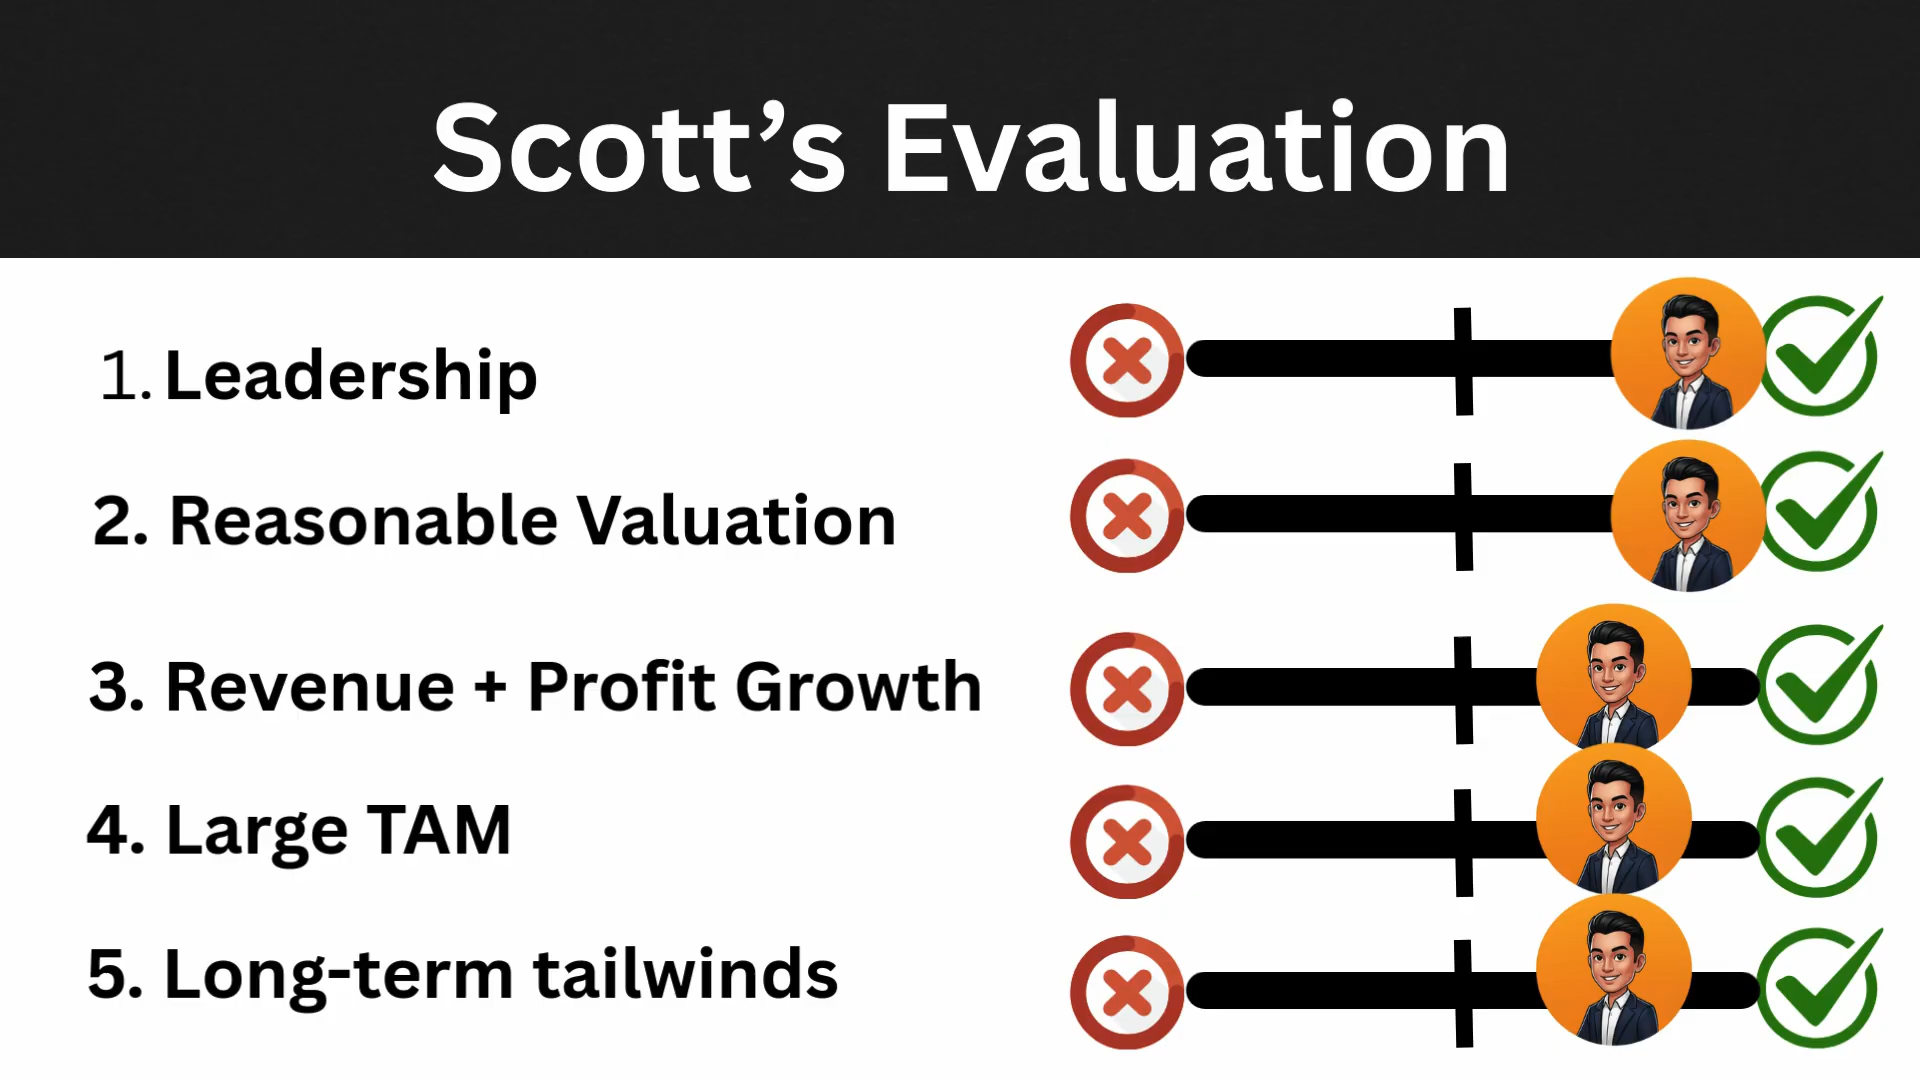 Scott’s Evaluation
1. Leadership
2. Reasonable Valuation
3. Revenue + Profit Growth
4. Large TAM
5. Long-term tailwinds